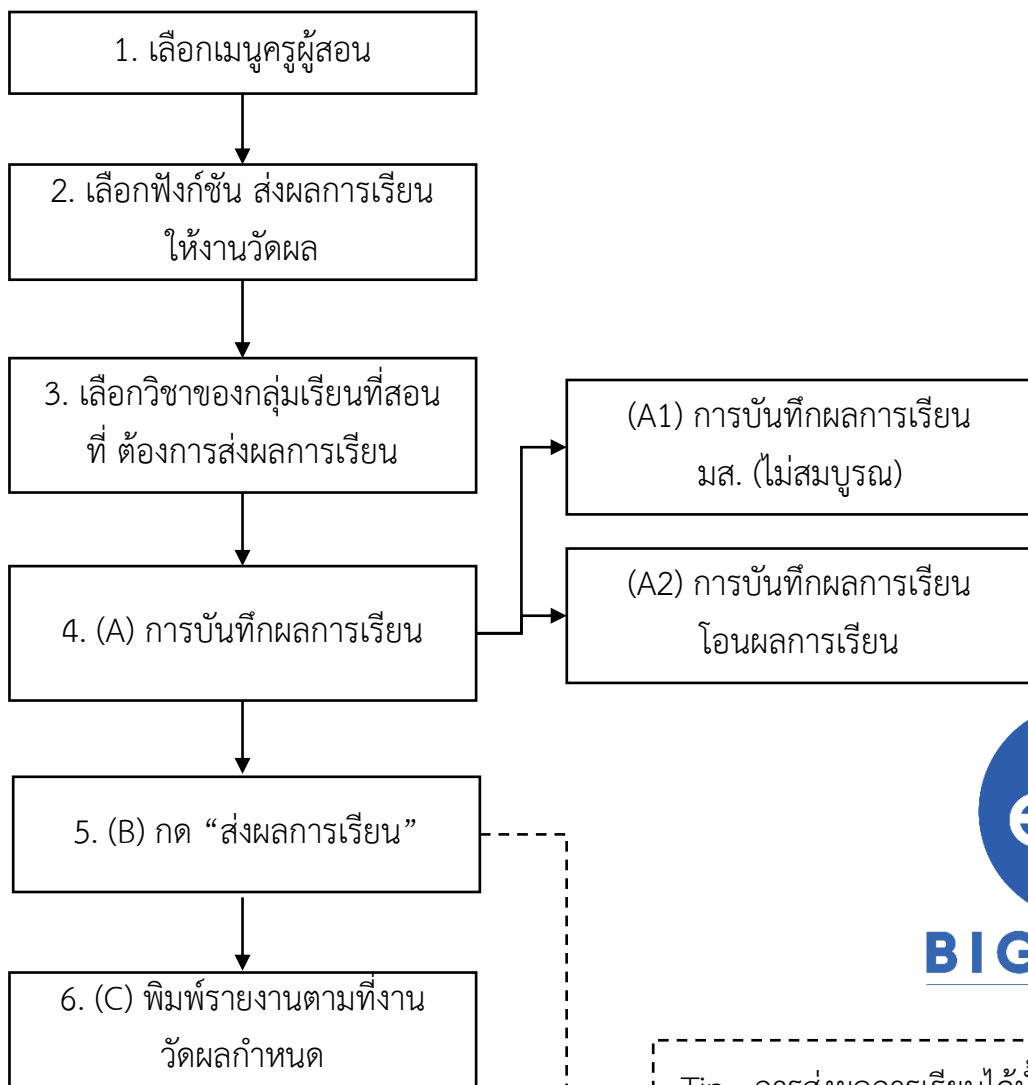 1. เลือกเมนูครูผู้สอน
2. เลือกฟังก์ชัน ส่งผลการเรียน
ให้งานวัดผล
3. เลือกวิชาของกลุ่มเรียนที่สอน
ที่ ต้องการส่งผลการเรียน
(A1) การบันทึกผลการเรียน
มส. (ไม่สมบูรณ)
(A2) การบันทึกผลการเรียน
โอนผลการเรียน
4. (A) การบันทึกผลการเรียน
5. (B) กด “ส่งผลการเรียน”
BIG
6. (C) พิมพ์รายงานตามที่งาน
วัดผลกำหนด